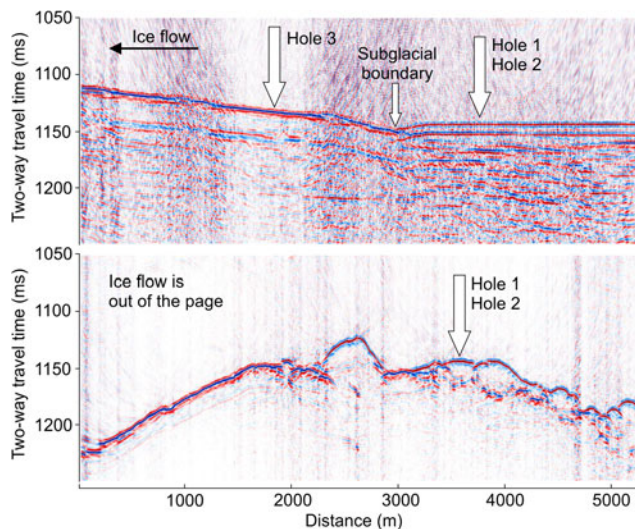 1050
Ice flow
Hole 3
Subglacial
boundary
Hole 1
Hole 2
1100
1150
1200
Two-way travel time (ms)
1050
Ice flow is
out of the page
Hole 1
Hole 2
1100
1150
1200
Two-way travel time (ms)
1000
2000
3000
4000
5000
Distance (m)